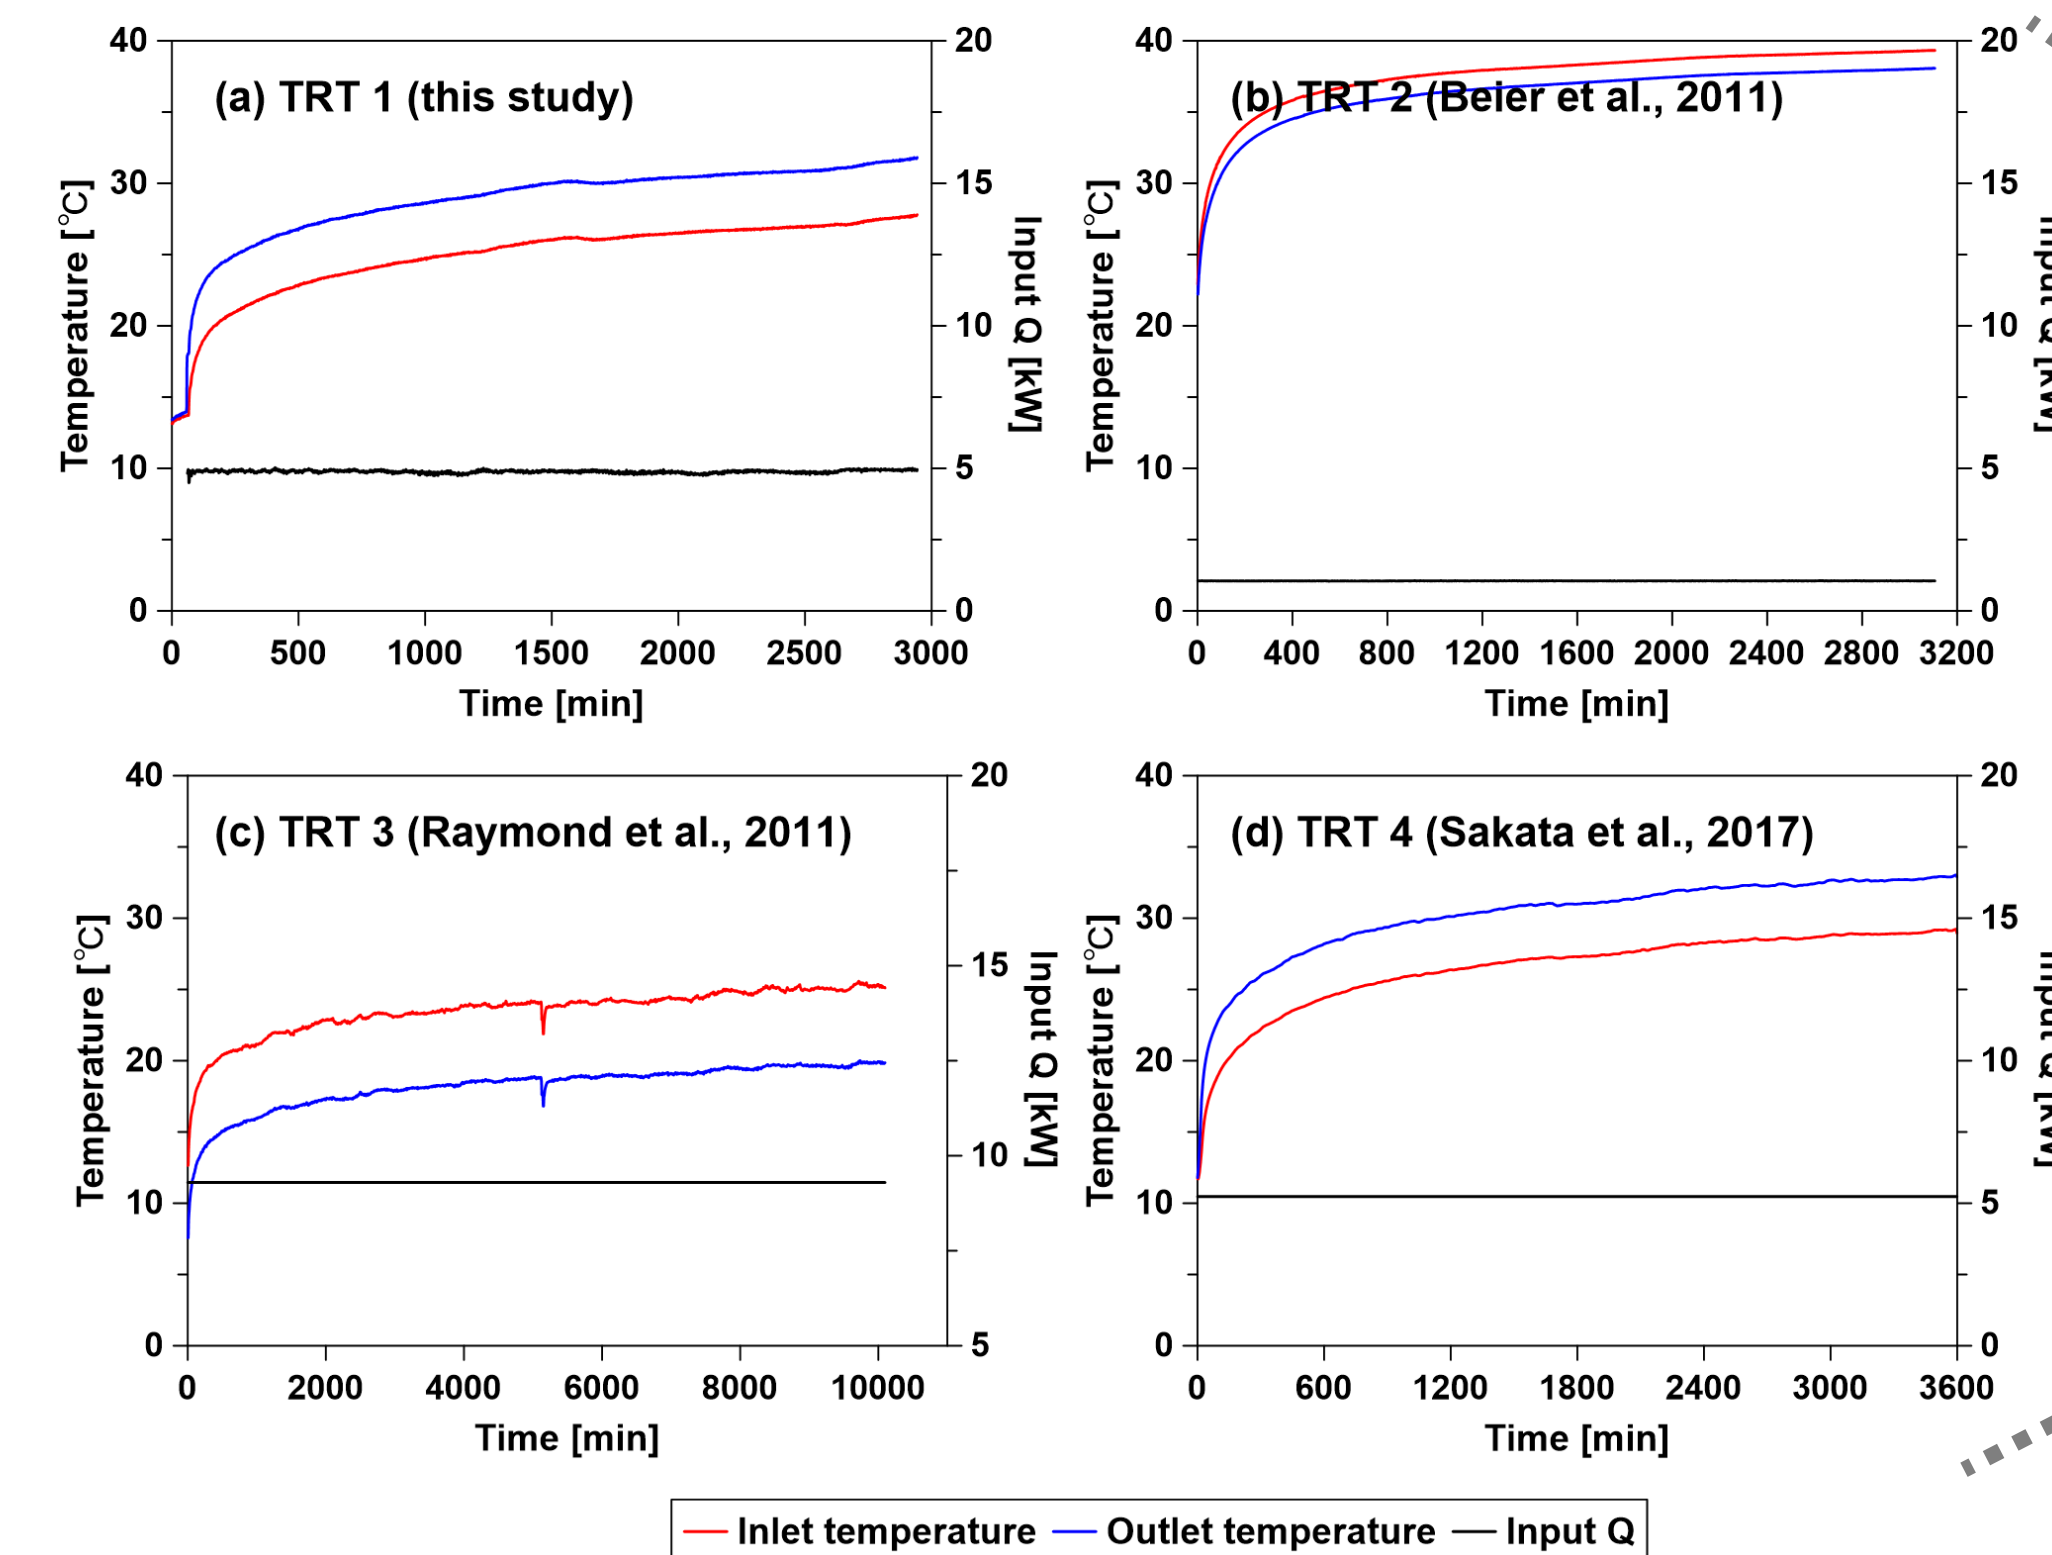 (a) TRT 1 (this study)
40
30
20
10
0
Temperature [°C]
20
15
10
5
0
Input Q [kW]
0 500 1000 1500 2000 2500 3000
Time [min]
(b) TRT 2 (Beier et al., 2011)
40
30
20
10
0
Temperature [°C]
20
15
10
5
0
Input Q [kW]
0 400 800 1200 1600 2000 2400 2800 3200
Time [min]
(c) TRT 3 (Raymond et al., 2011)
40
30
20
10
0
Temperature [°C]
20
15
10
5
Input Q [kW]
0 2000 4000 6000 8000 10000
Time [min]
(d) TRT 4 (Sakata et al., 2017)
40
30
20
10
0
Temperature [°C]
20
15
10
5
0
Input Q [kW]
0 600 1200 1800 2400 3000 3600
Time [min]
Inlet temperature Outlet temperature Input Q